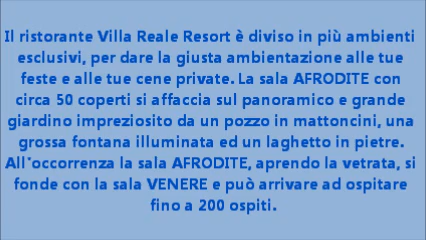 Il ristorante Villa Reale Resort è diviso in più ambienti
esclusivi, per dare la giusta ambientazione alle tue
feste e alle tue cene private. La sala AFRODITE con
circa 50 coperti si affaccia sul panoramico e grande
giardino impreziosito da un pozzo in mattoncini, una
grossa fontana illuminata ed un laghetto in pietre.
All'occorrenza la sala AFRODITE, aprendo la vetrata, si
fonde con la sala VENERE e può arrivare ad ospitare
fino a 200 ospiti.